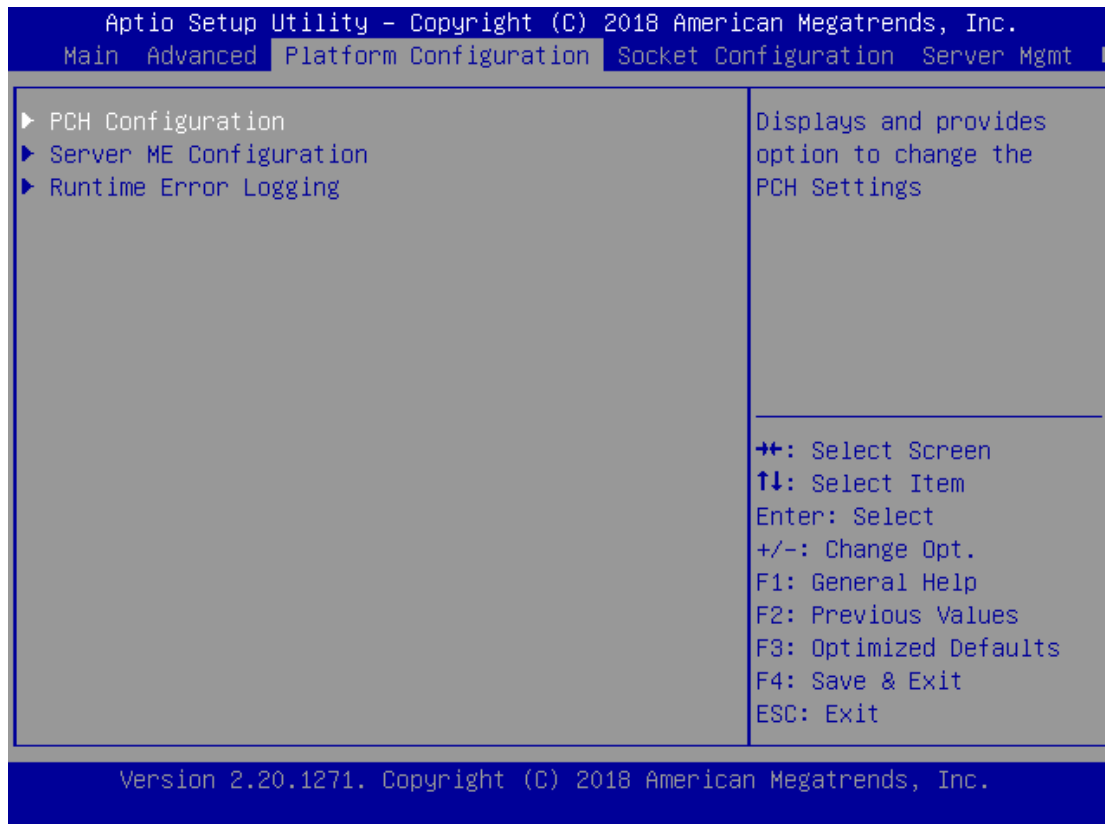 Aptio Setup Utility – Copyright (C) 2018 American Megatrends, Inc.
Main Advanced Platform Configuration Socket Configuration Server Mgmt
▶ PCH Configuration
▶ Server ME Configuration
▶ Runtime Error Logging
Displays and provides
option to change the
PCH Settings
→←: Select Screen
↑↓: Select Item
Enter: Select
+/-: Change Opt.
F1: General Help
F2: Previous Values
F3: Optimized Defaults
F4: Save & Exit
ESC: Exit
Version 2.20.1271. Copyright (C) 2018 American Megatrends, Inc.